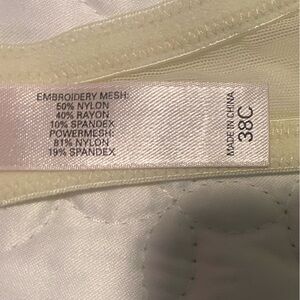 EMBROIDERY MESH:
50% NYLON
40% RAYON
10% SPANDEX
POWERMESH:
81% NYLON
19% SPANDEX
MADE IN CHINA
38C